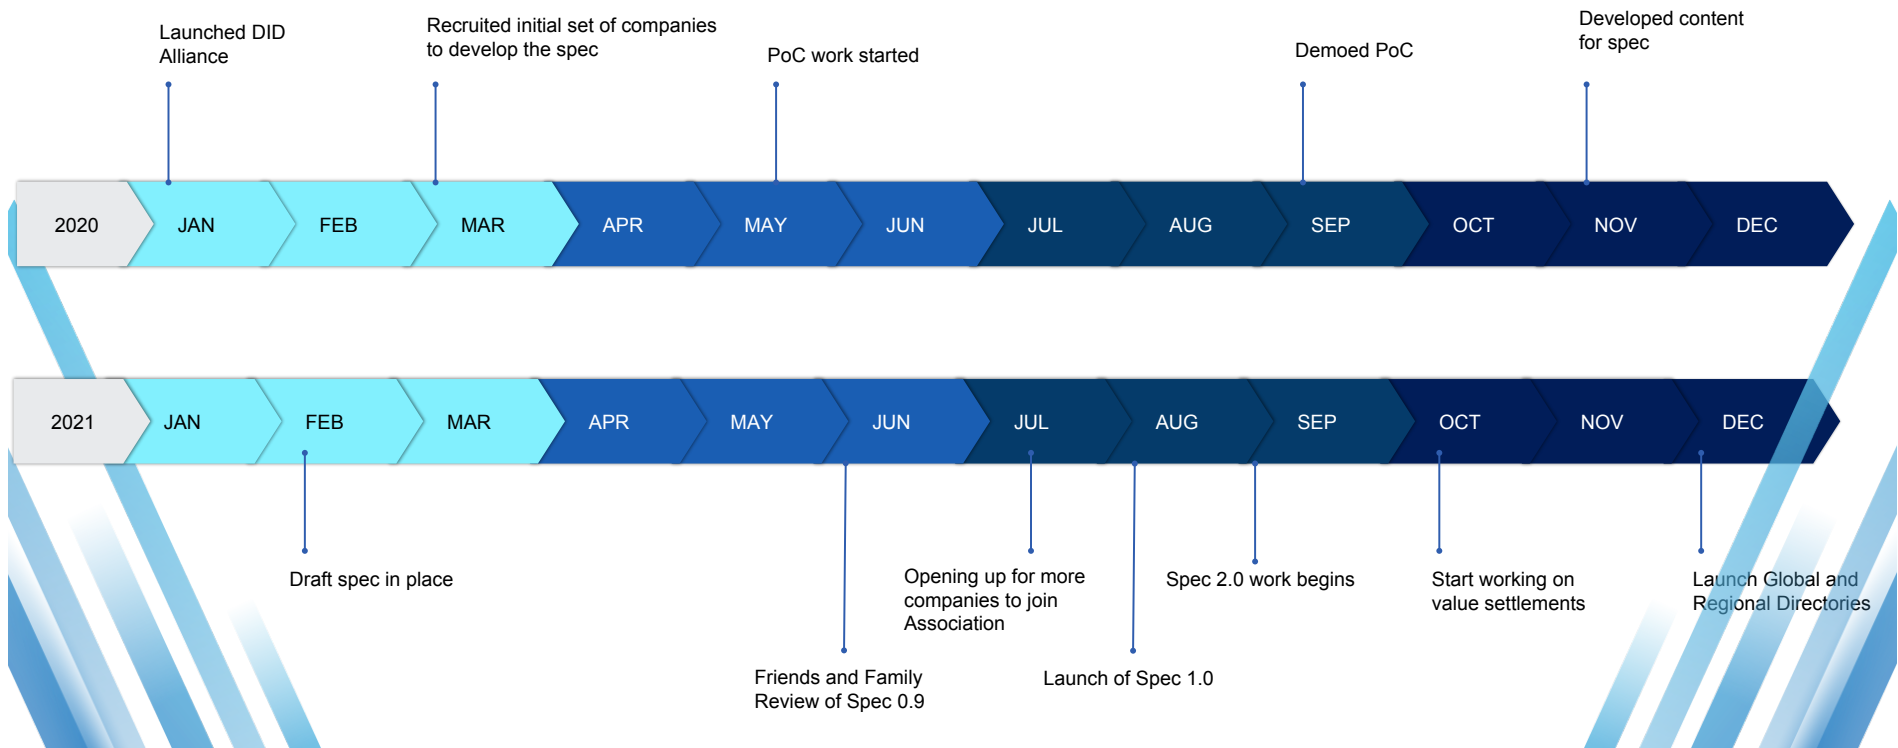 Launched DID
Alliance
Recruited initial set of companies
to develop the spec
PoC work started
Demoed PoC
Developed content
for spec
2020 JAN FEB MAR APR MAY JUN JUL AUG SEP OCT NOV DEC
2021 JAN FEB MAR APR MAY JUN JUL AUG SEP OCT NOV DEC
Draft spec in place
Friends and Family
Review of Spec 0.9
Opening up for more
companies to join
Association
Launch of Spec 1.0
Spec 2.0 work begins
Start working on
value settlements
Launch Global and
Regional Directories